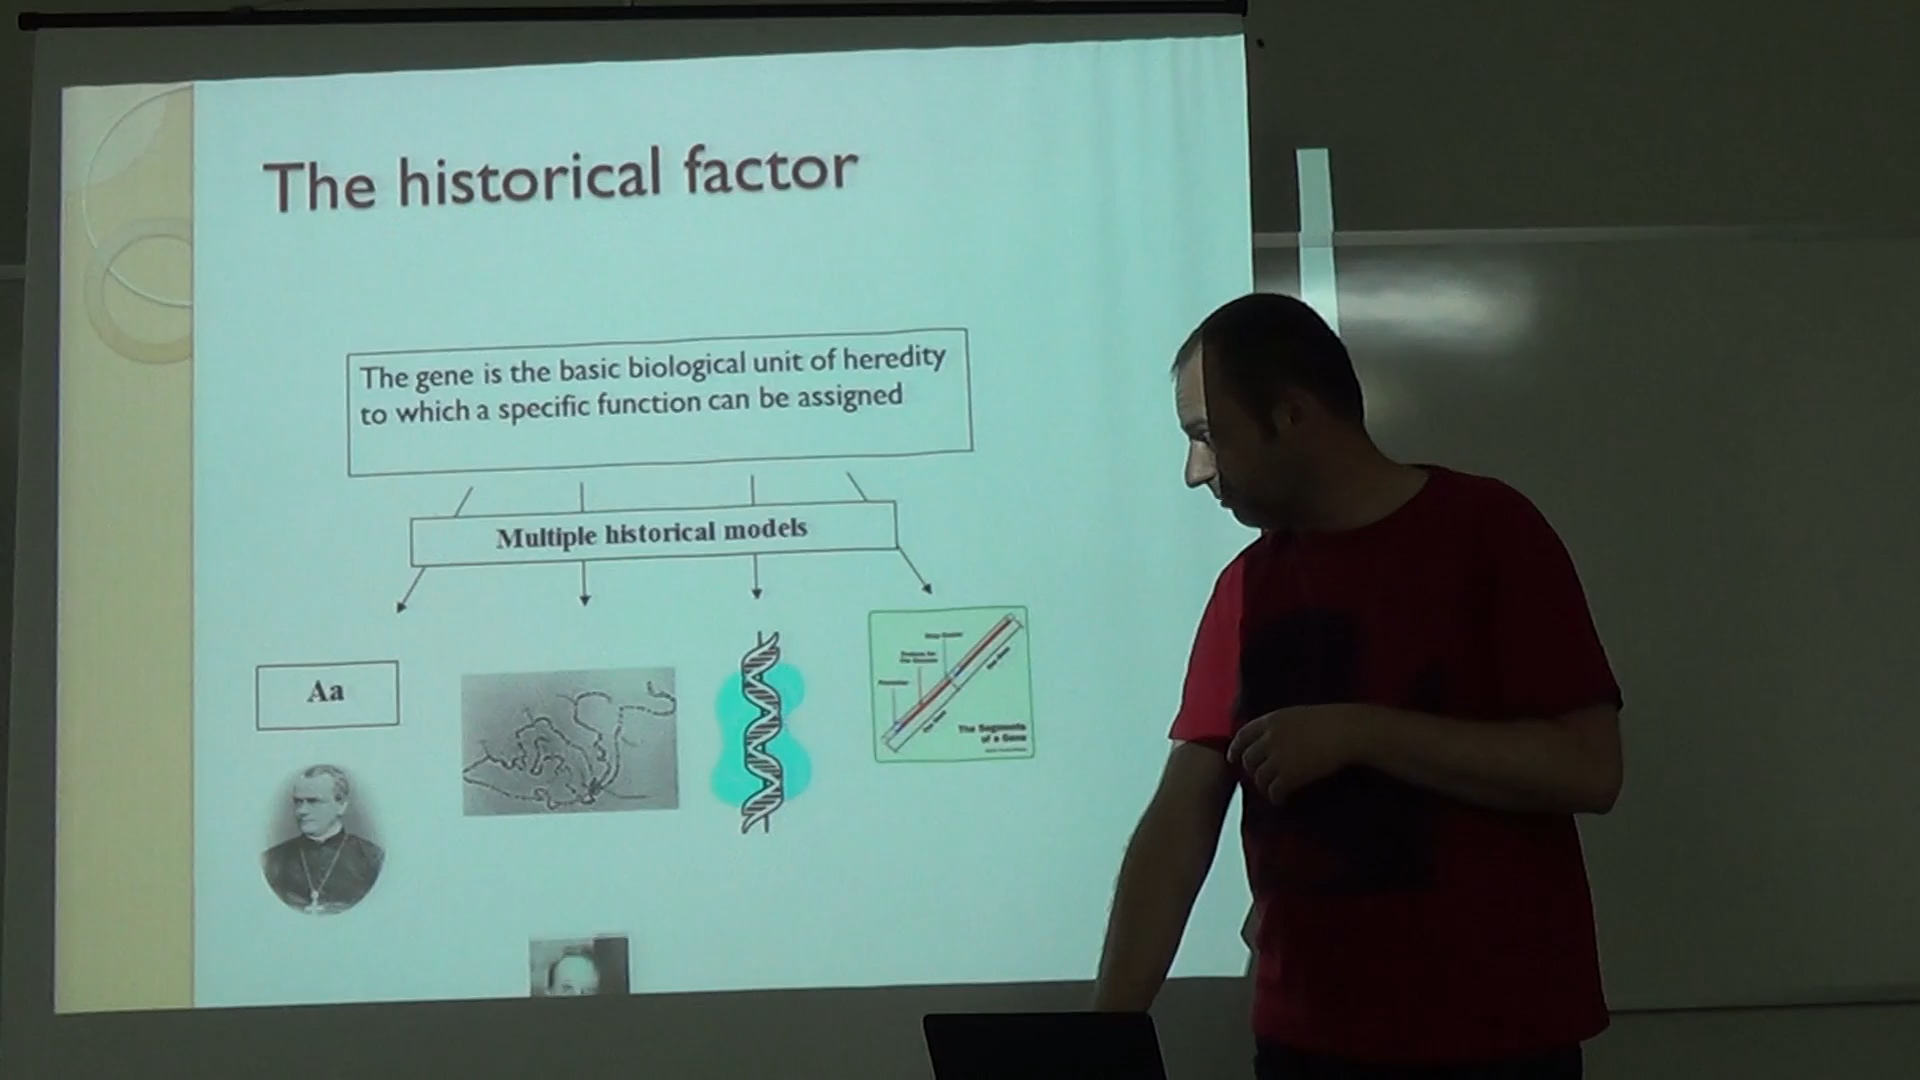 The historical factor
The gene is the basic biological unit of heredity
to which a specific function can be assigned
Multiple historical models
Aa
The Segments
of a Gene